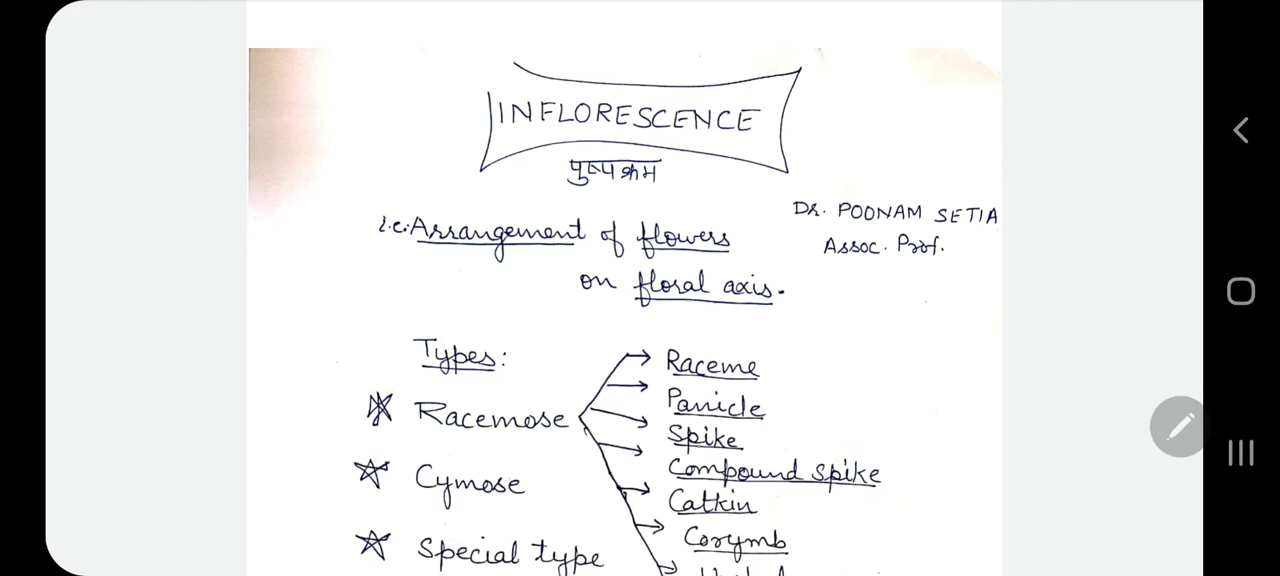 INFLORESCENCE
पुष्पक्रम
DR. POONAM SETIA
Assoc. Prof.
i.e. Arrangement of flowers
on floral axis.
Types:
Racemose
Cymose
Special type
Raceme
Panicle
Spike
Compound spike
Catkin
Corymb